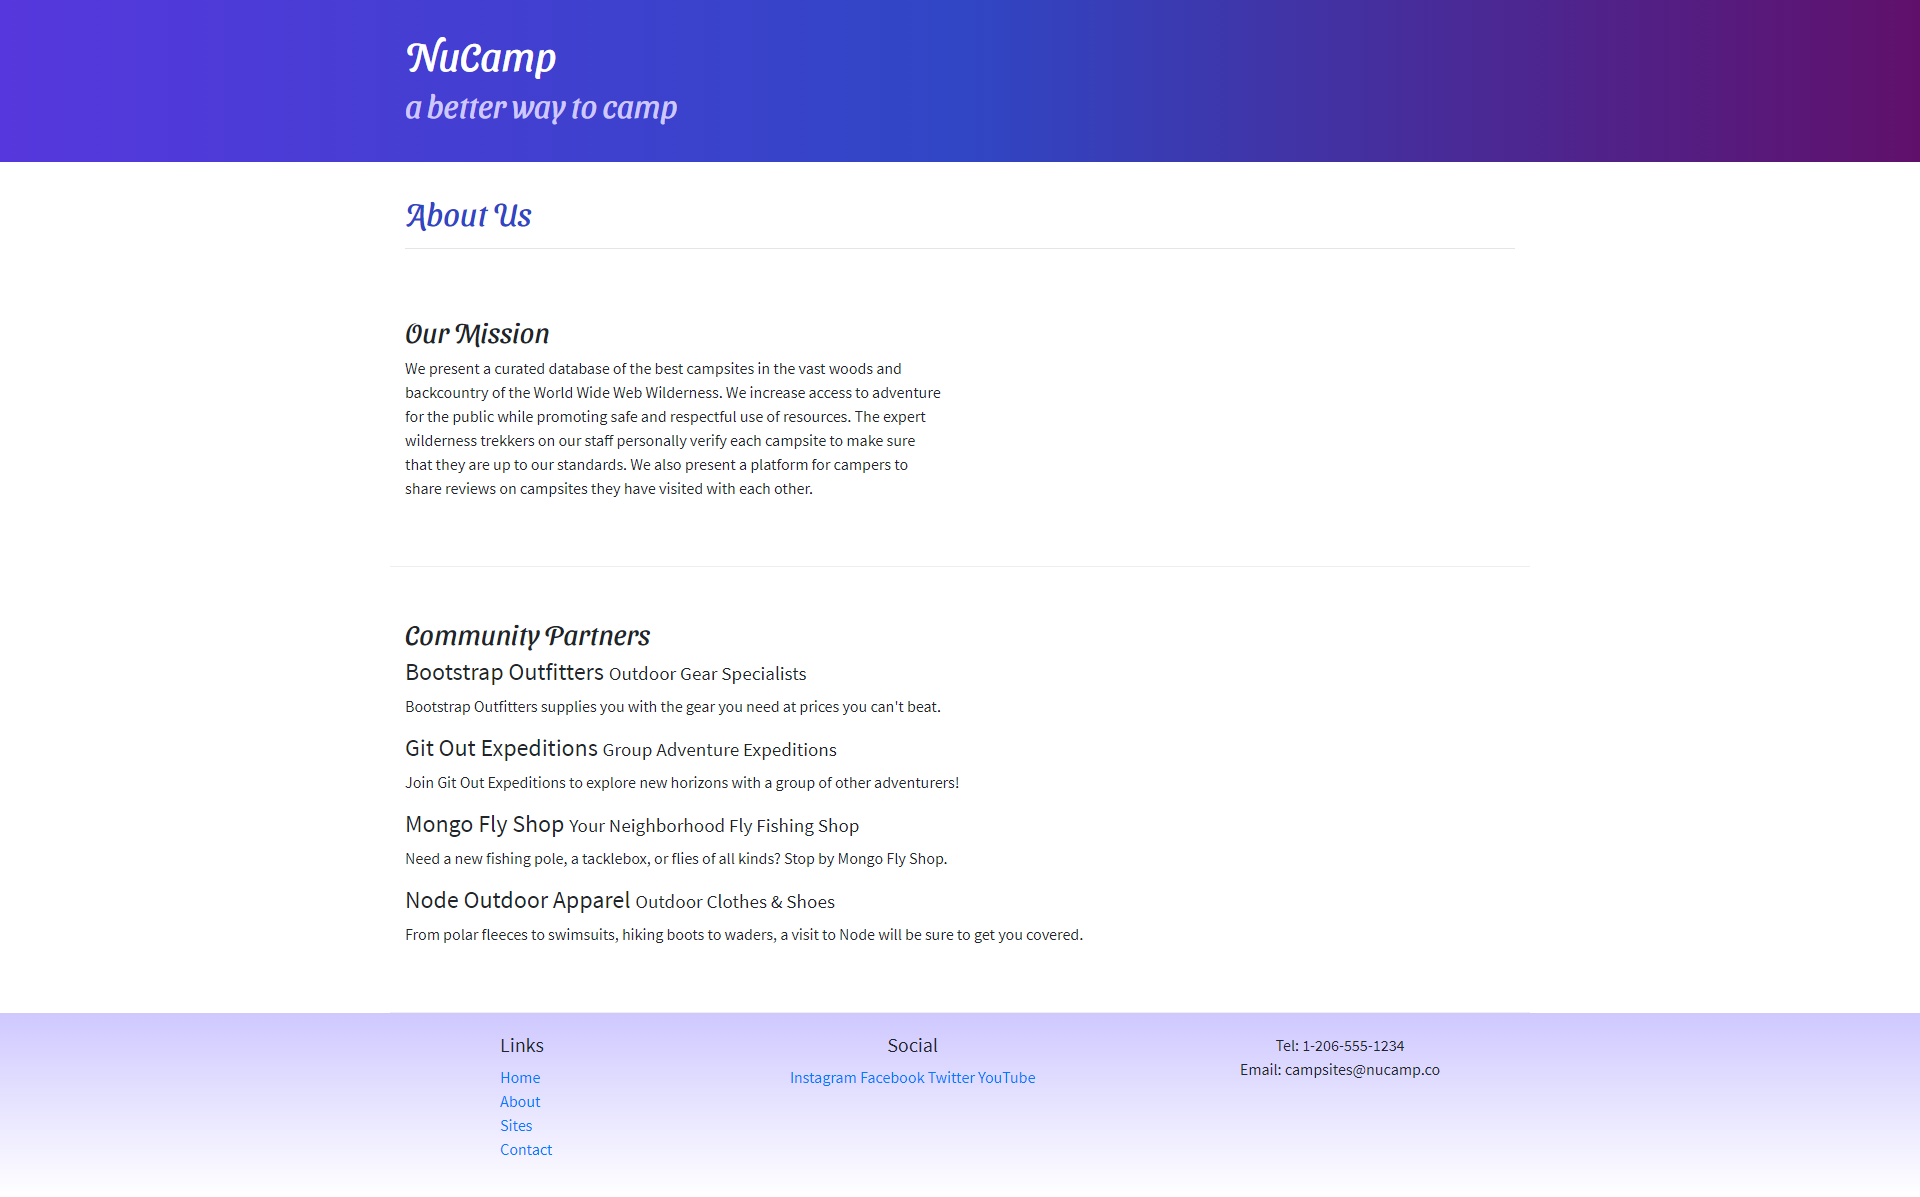 NuCamp
a better way to camp
About Us
Our Mission
We present a curated database of the best campsites in the vast woods and
backcountry of the World Wide Web Wilderness. We increase access to adventure
for the public while promoting safe and respectful use of resources. The expert
wilderness trekkers on our staff personally verify each campsite to make sure
that they are up to our standards. We also present a platform for campers to
share reviews on campsites they have visited with each other.
Community Partners
Bootstrap Outfitters Outdoor Gear Specialists
Bootstrap Outfitters supplies you with the gear you need at prices you can't beat.
Git Out Expeditions Group Adventure Expeditions
Join Git Out Expeditions to explore new horizons with a group of other adventurers!
Mongo Fly Shop Your Neighborhood Fly Fishing Shop
Need a new fishing pole, a tacklebox, or flies of all kinds? Stop by Mongo Fly Shop.
Node Outdoor Apparel Outdoor Clothes & Shoes
From polar fleeces to swimsuits, hiking boots to waders, a visit to Node will be sure to get you covered.
Links
Home
About
Sites
Contact
Social
Instagram Facebook Twitter YouTube
Tel: 1-206-555-1234
Email: campsites@nucamp.co